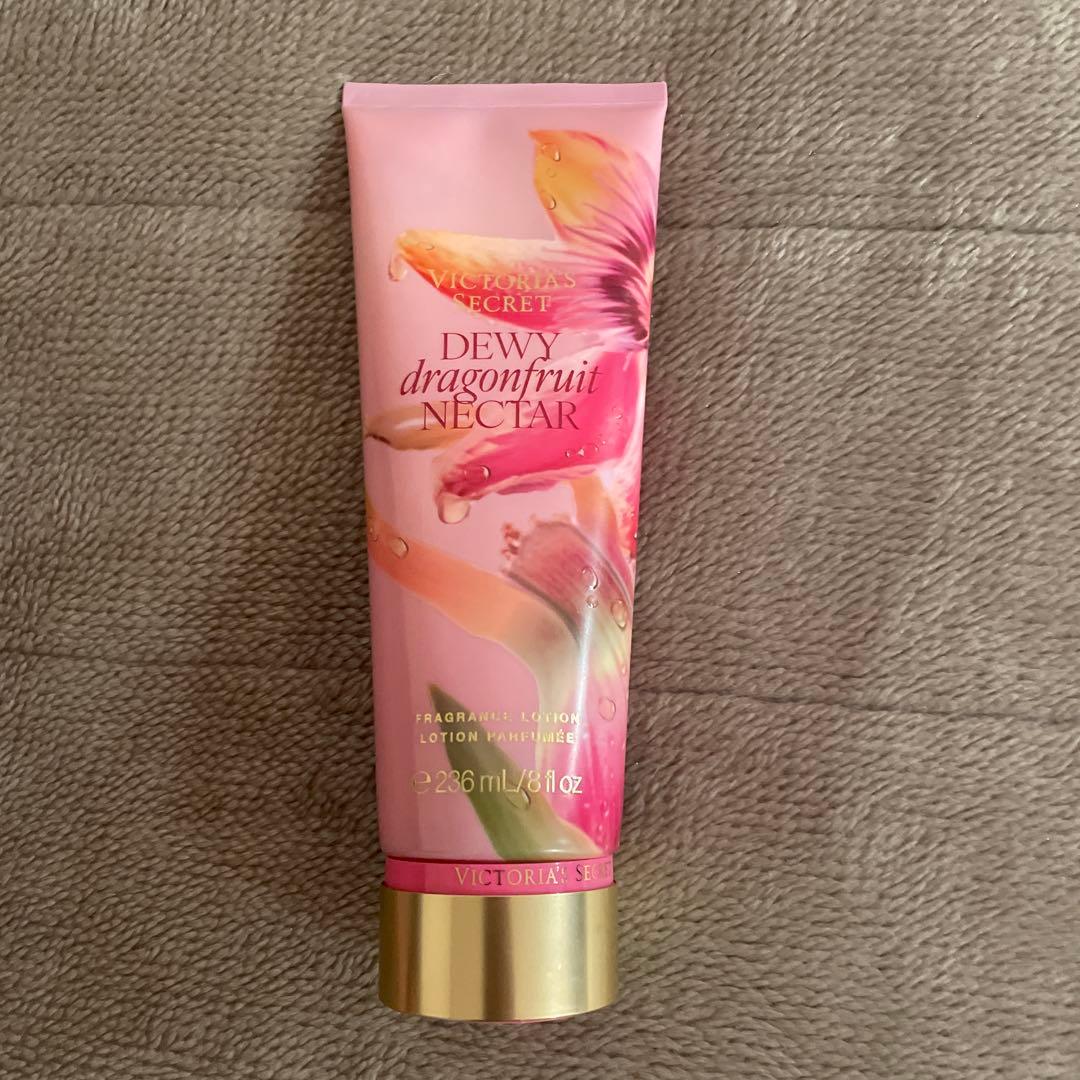 VICTORIA'S
SECRET
DEWY
dragonfruit
NECTAR
FRAGRANCE LOTION
LOTION PARFUMÉE
℮ 236 mL/8 fl oz
VICTORIA'S SECRET